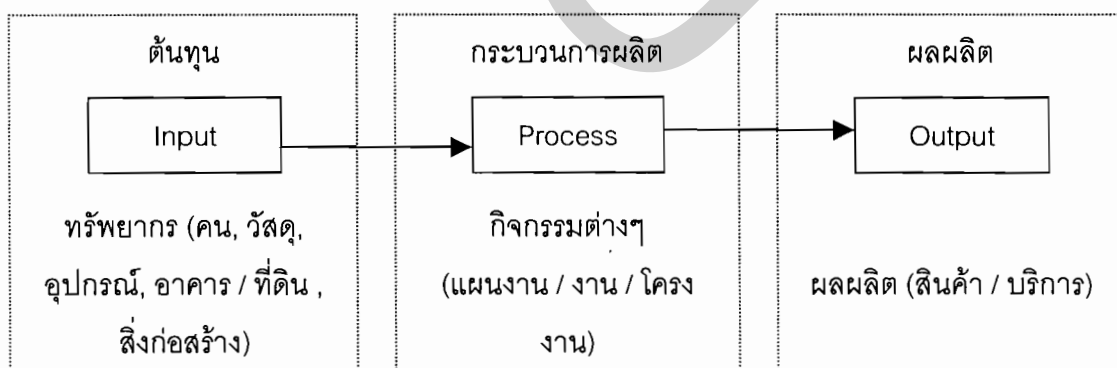 ต้นทุน
Input
ทรัพยากร (คน, วัสดุ,
อุปกรณ์, อาคาร / ที่ดิน ,
สิ่งก่อสร้าง)
กระบวนการผลิต
Process
กิจกรรมต่างๆ
(แผนงาน / งาน / โครง
งาน)
ผลผลิต
Output
ผลผลิต (สินค้า / บริการ)